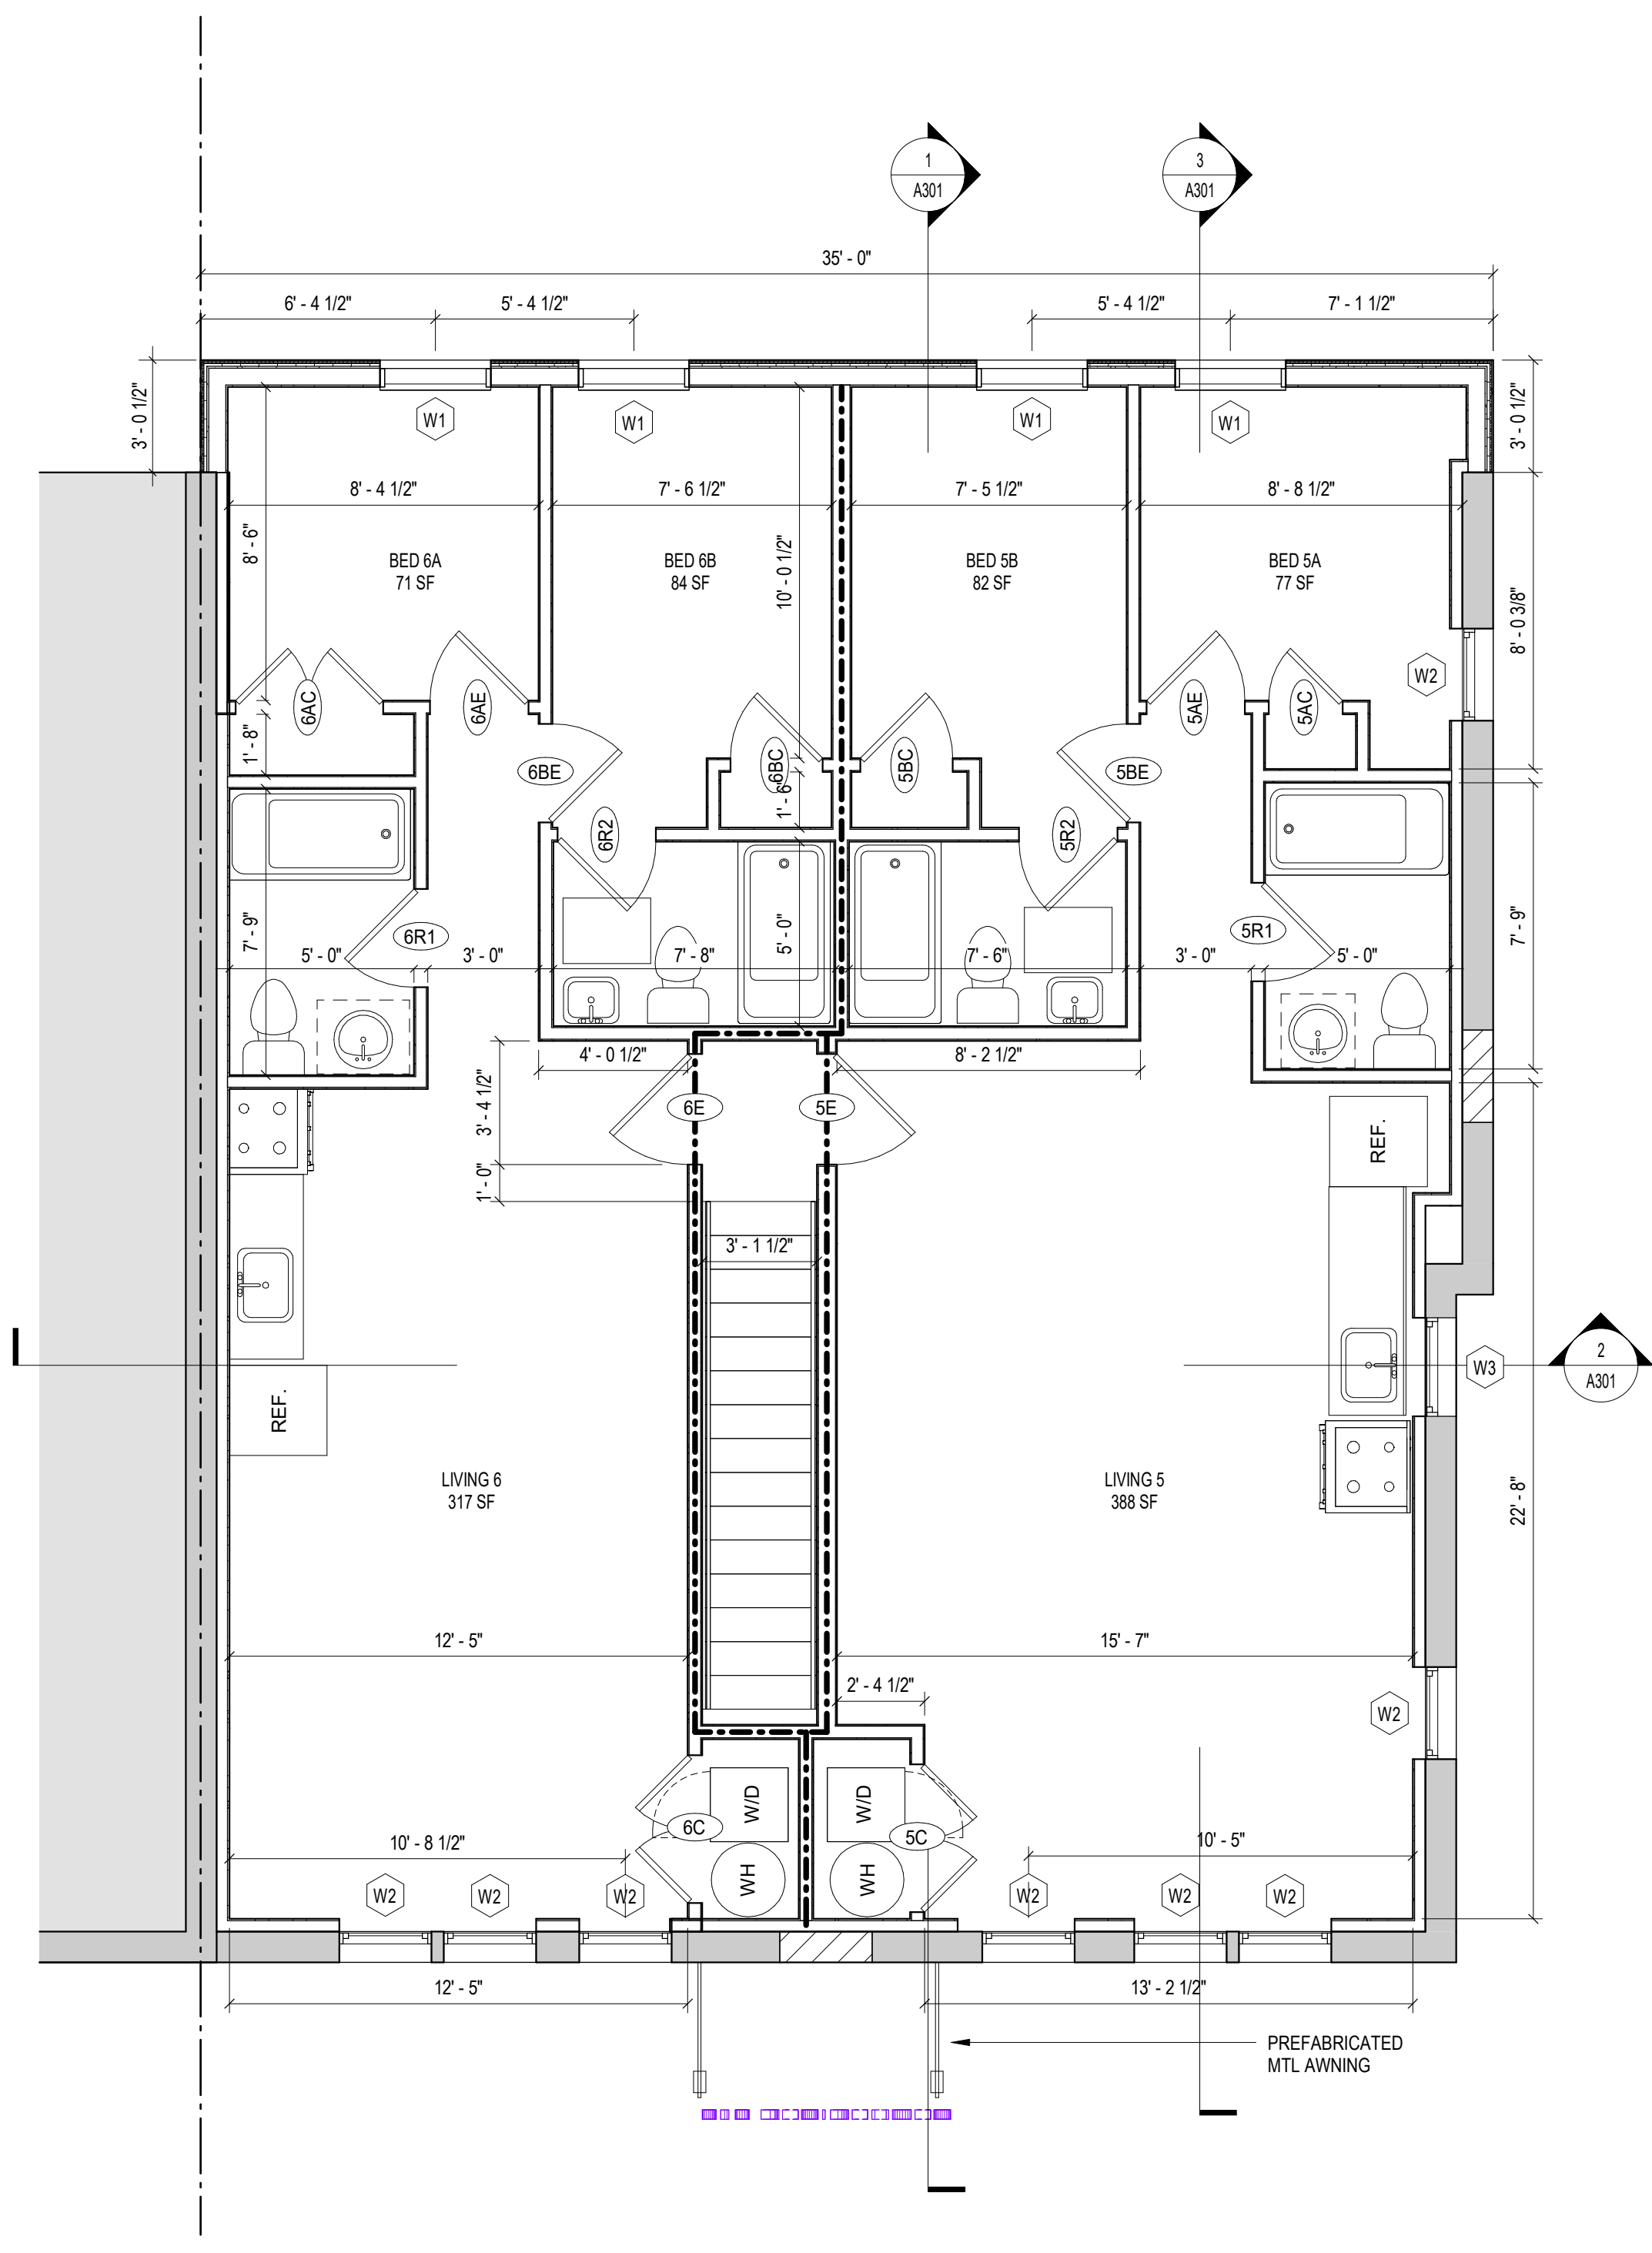 1
A301
3
A301
35' - 0"
6' - 4 1/2"
5' - 4 1/2"
5' - 4 1/2"
7' - 1 1/2"
3' - 0 1/2"
3' - 0 1/2"
W1
W1
W1
W1
8' - 4 1/2"
7' - 6 1/2"
7' - 5 1/2"
8' - 8 1/2"
8' - 6"
BED 6A
71 SF
BED 6B
84 SF
10' - 0 1/2"
BED 5B
82 SF
BED 5A
77 SF
8' - 0 3/8"
W2
6AC
6AE
5AE
5AC
1' - 8"
6BE
6BC
5BC
5BE
1' - 6"
6R2
5R2
7' - 9"
6R1
5' - 0"
5R1
7' - 9"
5' - 0"
3' - 0"
7' - 8"
7' - 6"
3' - 0"
5' - 0"
4' - 0 1/2"
8' - 2 1/2"
3' - 4 1/2"
6E
5E
REF.
1' - 0"
3' - 1 1/2"
W3
2
A301
REF.
LIVING 6
317 SF
LIVING 5
388 SF
22' - 8"
12' - 5"
15' - 7"
2' - 4 1/2"
W2
W/D
W/D
6C
5C
10' - 8 1/2"
10' - 5"
WH
WH
W2
W2
W2
W2
W2
W2
12' - 5"
13' - 2 1/2"
PREFABRICATED
MTL AWNING